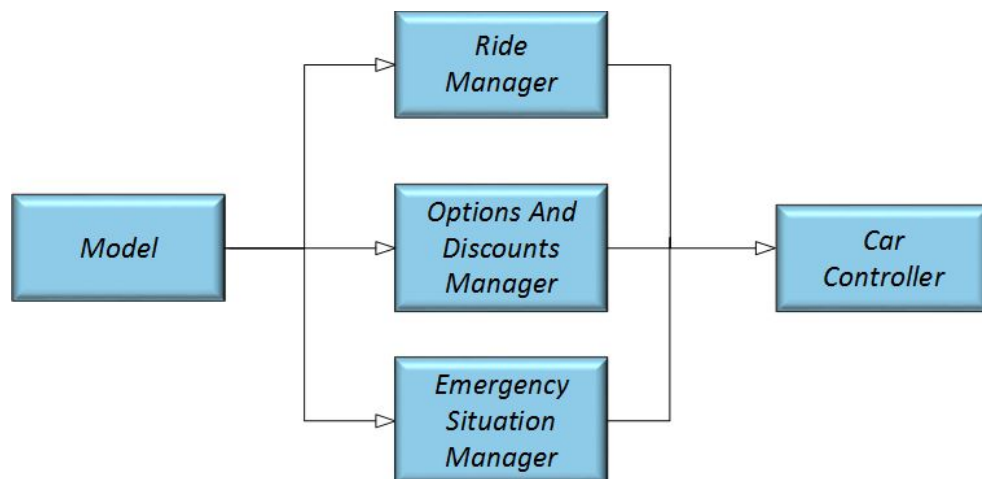 Ride
Manager
Model
Options And
Discounts
Manager
Car
Controller
Emergency
Situation
Manager